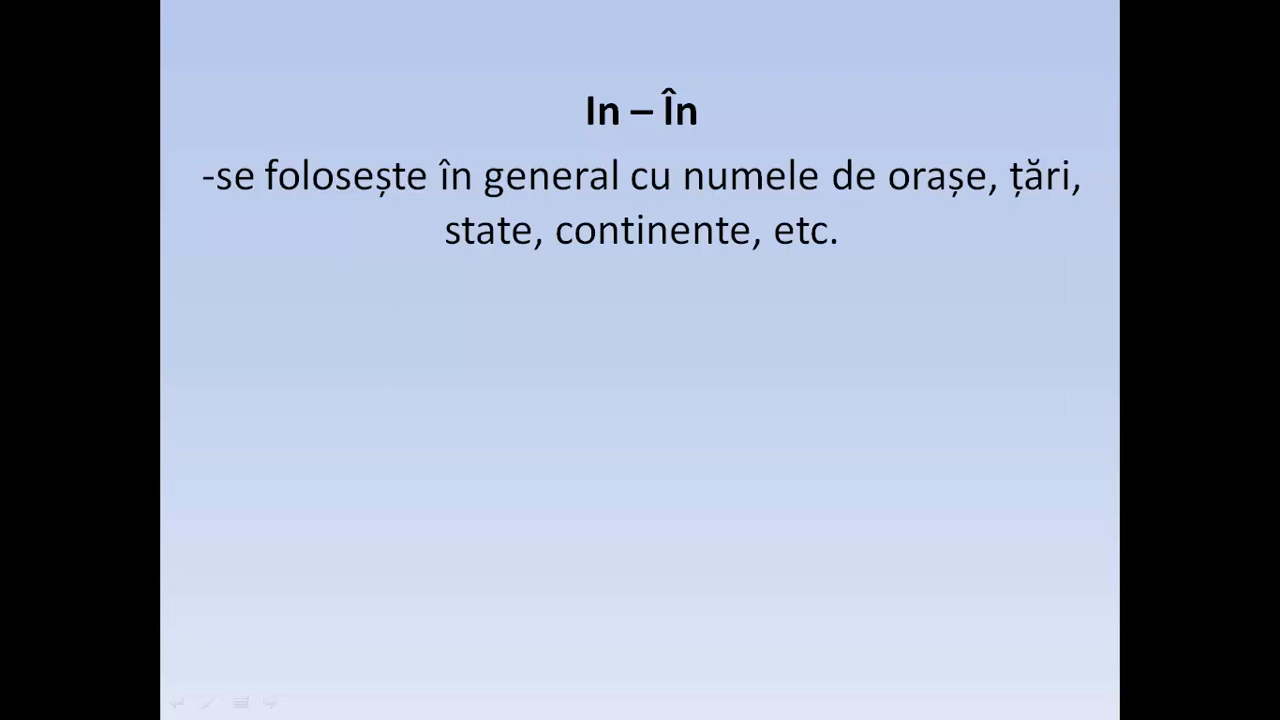 In – În
-se folosește în general cu numele de orașe, țări,
state, continente, etc.